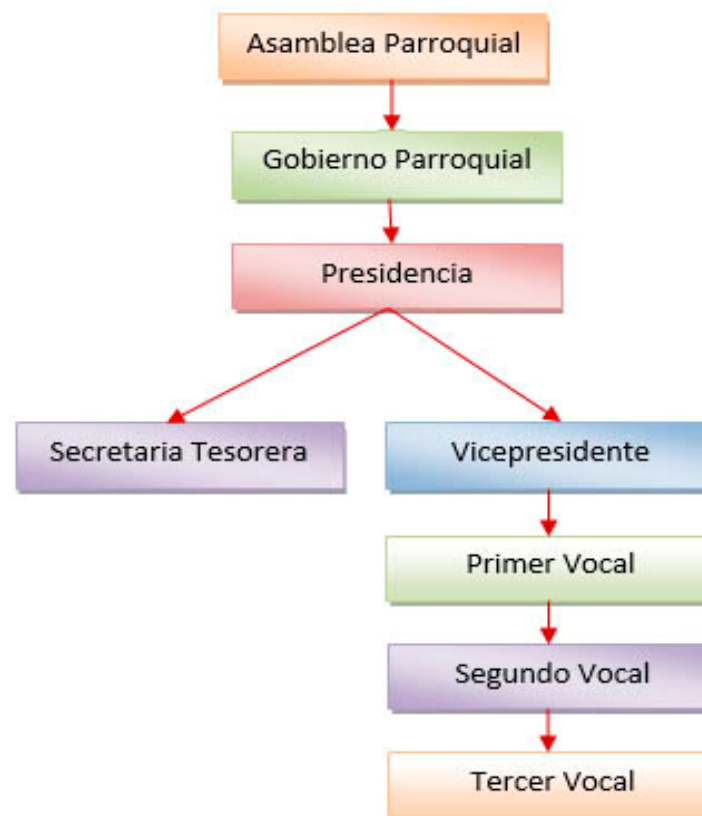 Asamblea Parroquial
Gobierno Parroquial
Presidencia
Secretaria Tesorera
Vicepresidente
Primer Vocal
Segundo Vocal
Tercer Vocal